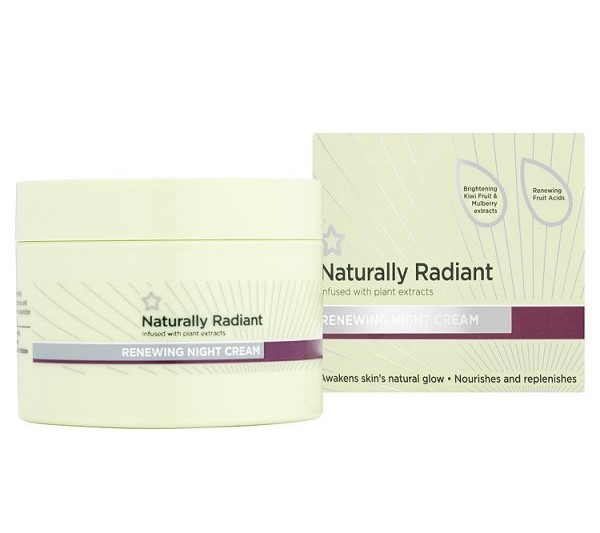 Naturally Radiant
Infused with plant extracts
RENEWING NIGHT CREAM
Brightening
Kiwi Fruit &
Mulberry
extracts
Renewing
Fruit Acids
Naturally Radiant
Infused with plant extracts
RENEWING NIGHT CREAM
Awakens skin's natural glow • Nourishes and replenishes